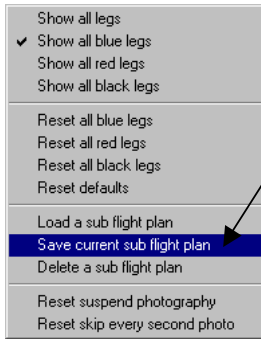 Show all legs
Show all blue legs
Show all red legs
Show all black legs
Reset all blue legs
Reset all red legs
Reset all black legs
Reset defaults
Load a sub flight plan
Save current sub flight plan
Delete a sub flight plan
Reset suspend photography
Reset skip every second photo